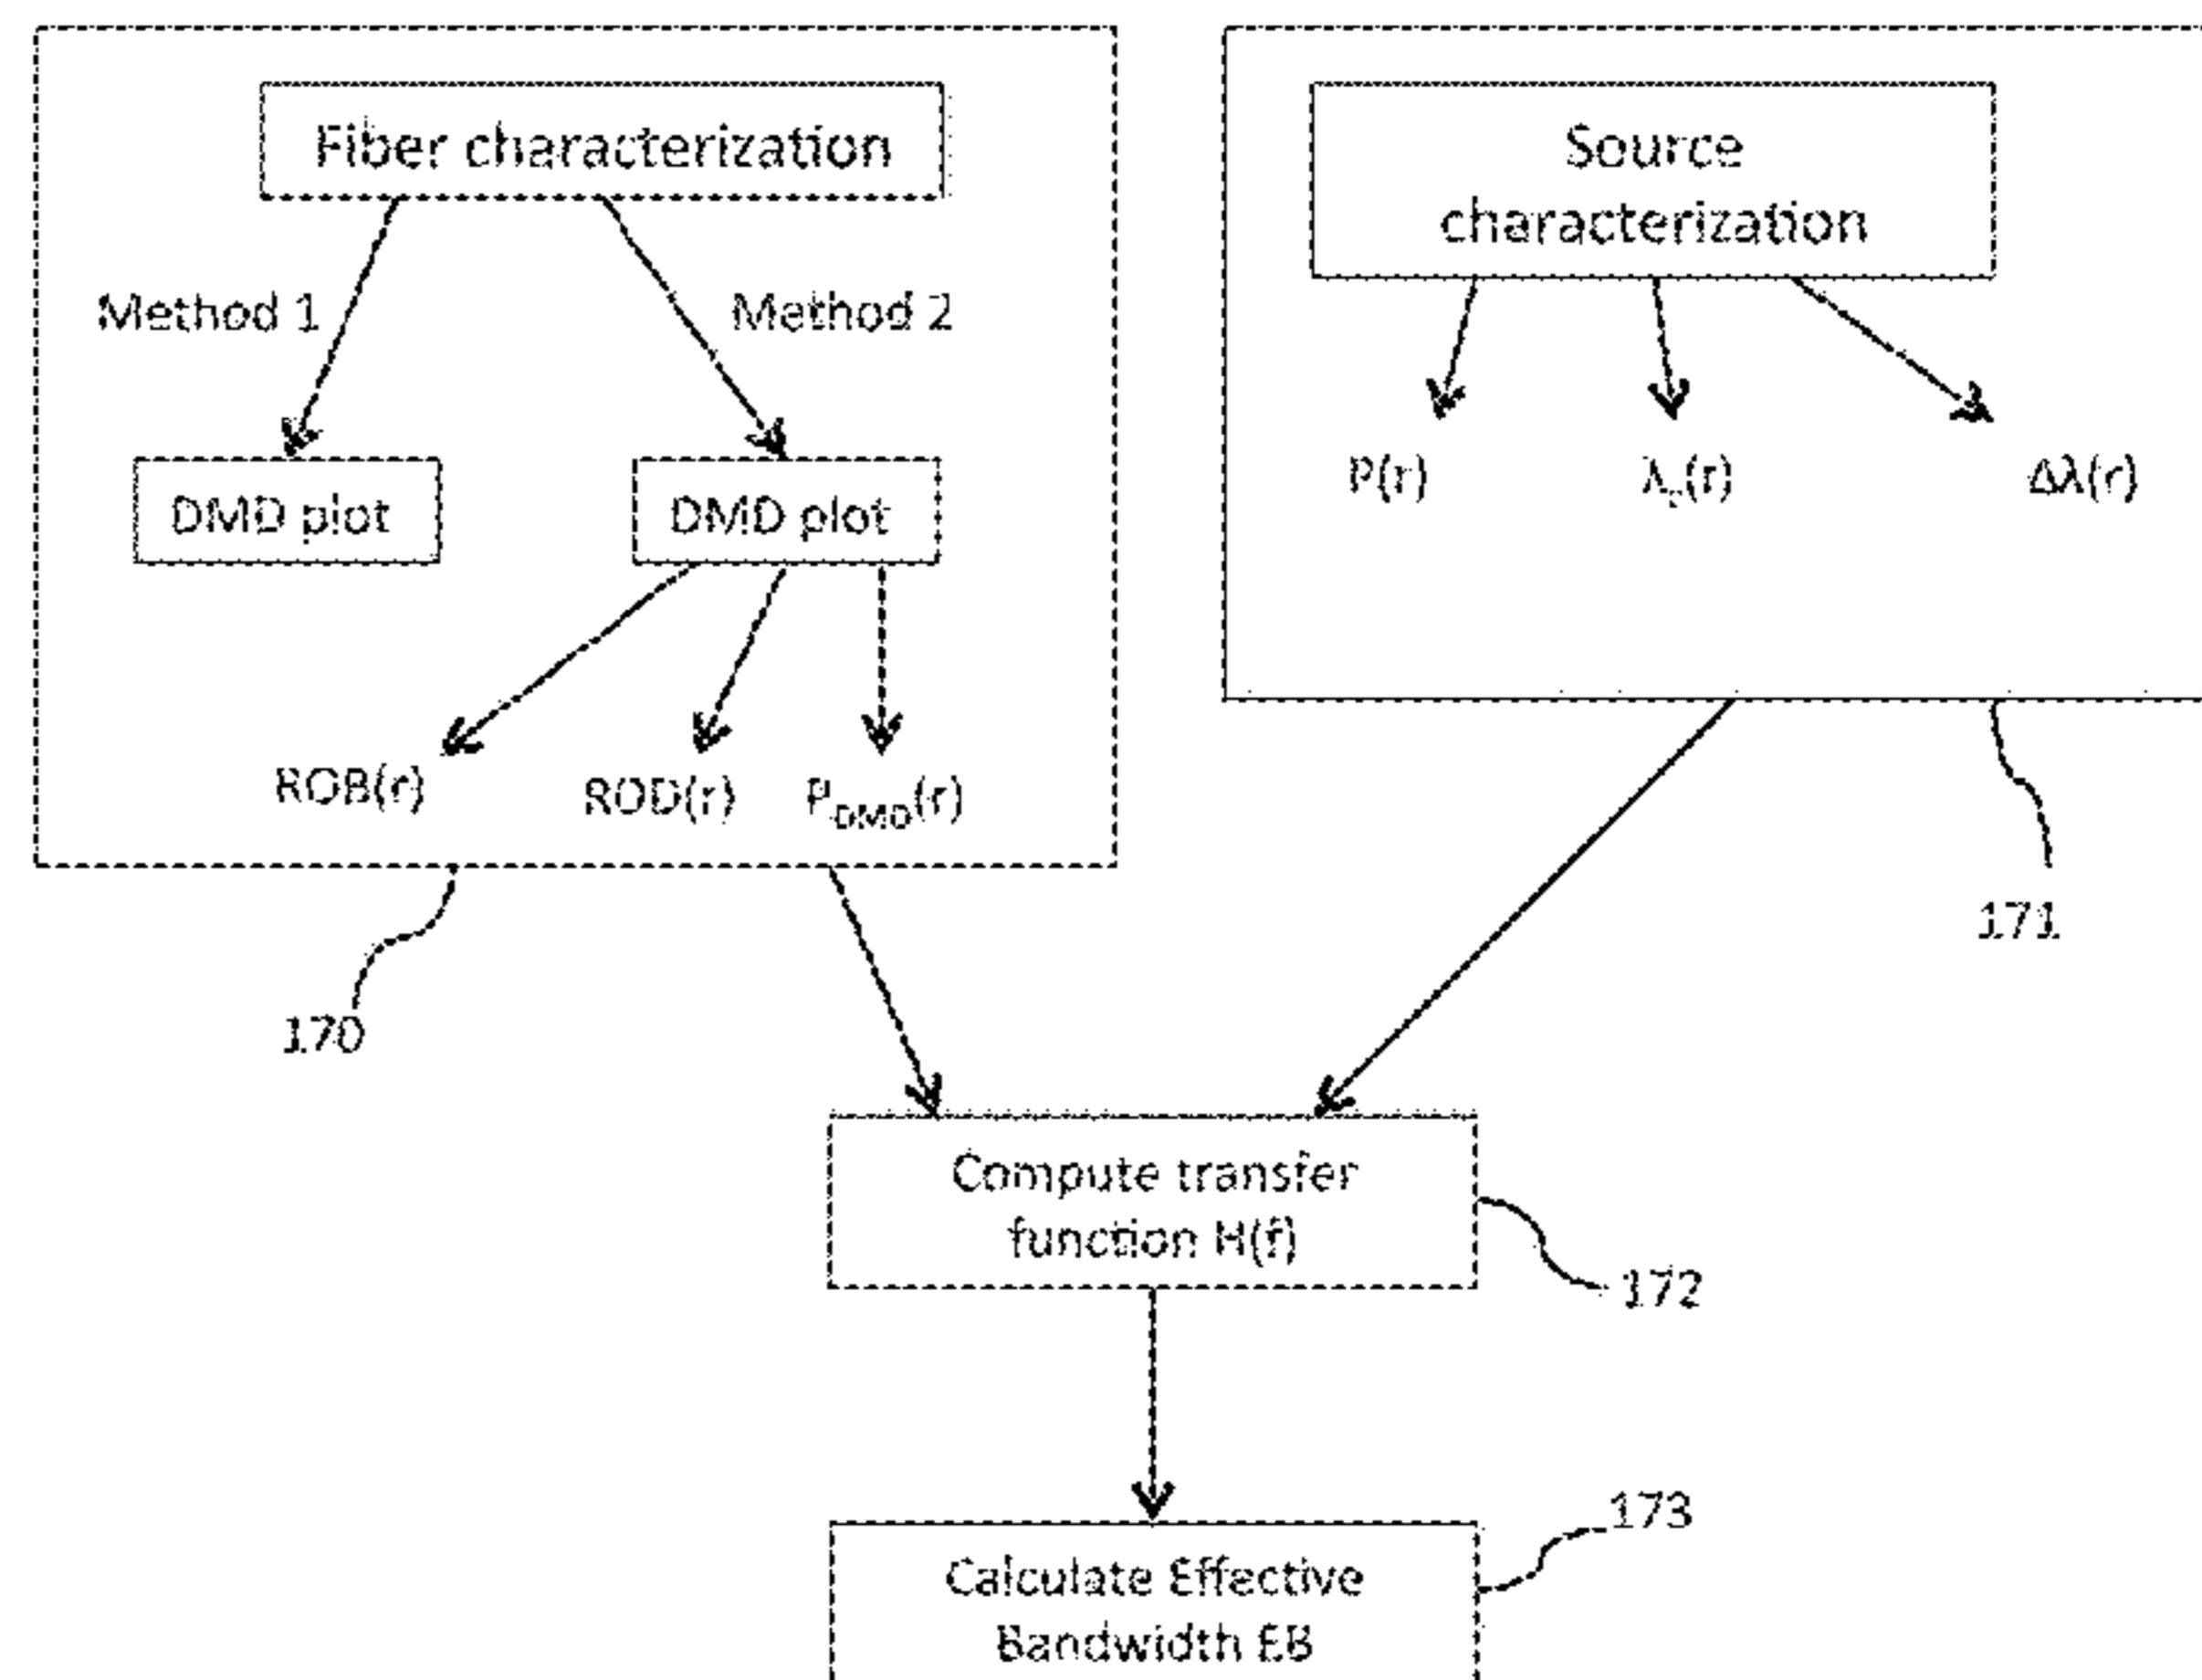 Fiber characterization
Method 1
Method 2
DMD plot
DMD plot
ROB(r)
ROD(r)
P_DMD(r)
170
Source
characterization
P(r)
λ_c(r)
Δλ(r)
171
Compute transfer
function H(f)
172
Calculate Effective
Bandwidth EB
173